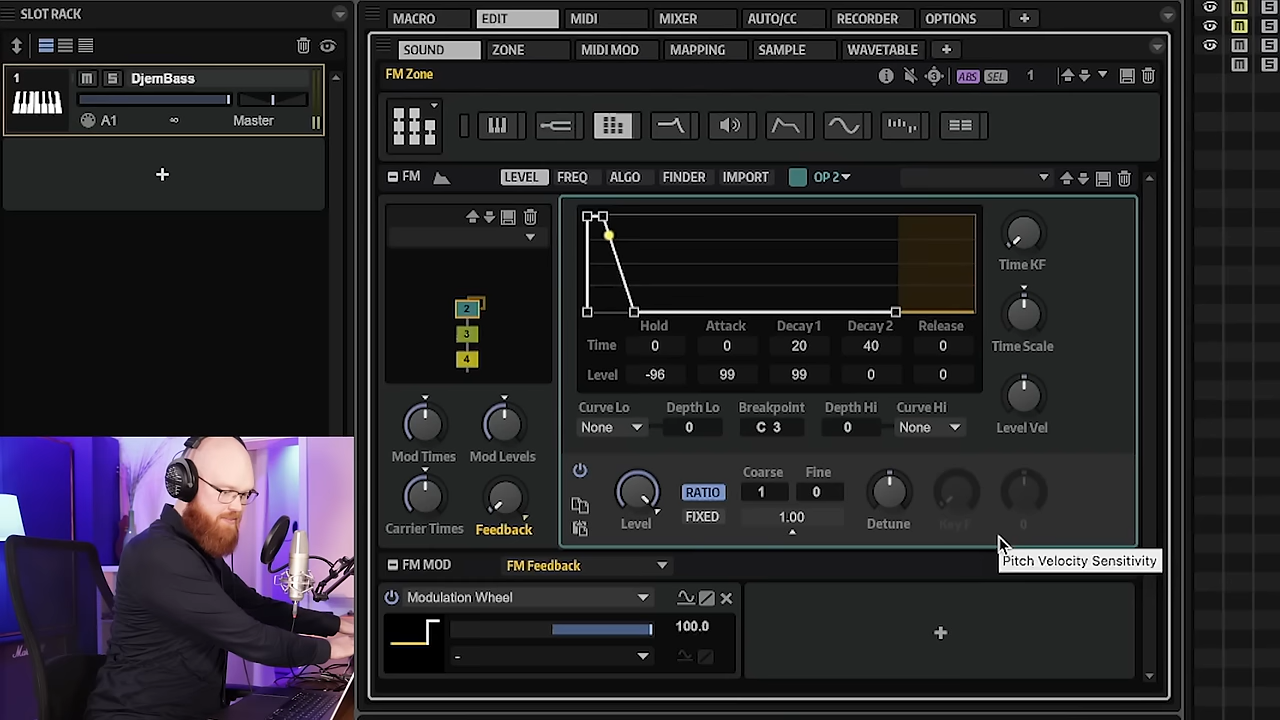 SLOT RACK
MACRO EDIT MIDI MIXER AUTO/CC RECORDER OPTIONS +
M S
M S
M S
M S
SOUND ZONE MIDI MOD MAPPING SAMPLE WAVETABLE +
1 M S DjemBass
A1 ∞ Master
+
FM Zone ABS SEL 1
FM LEVEL FREQ ALGO FINDER IMPORT OP 2
2
3
4
Time KF
Hold Attack Decay 1 Decay 2 Release
Time 0 0 20 40 0
Level -96 99 99 0 0
Time Scale
Curve Lo Depth Lo Breakpoint Depth Hi Curve Hi
None 0 C 3 0 None
Level Vel
Mod Times Mod Levels
Carrier Times Feedback
Level RATIO FIXED
Coarse Fine
1 0
1.00
Detune
Key F 0
Pitch Velocity Sensitivity
FM MOD FM Feedback
Modulation Wheel
100.0
-
+